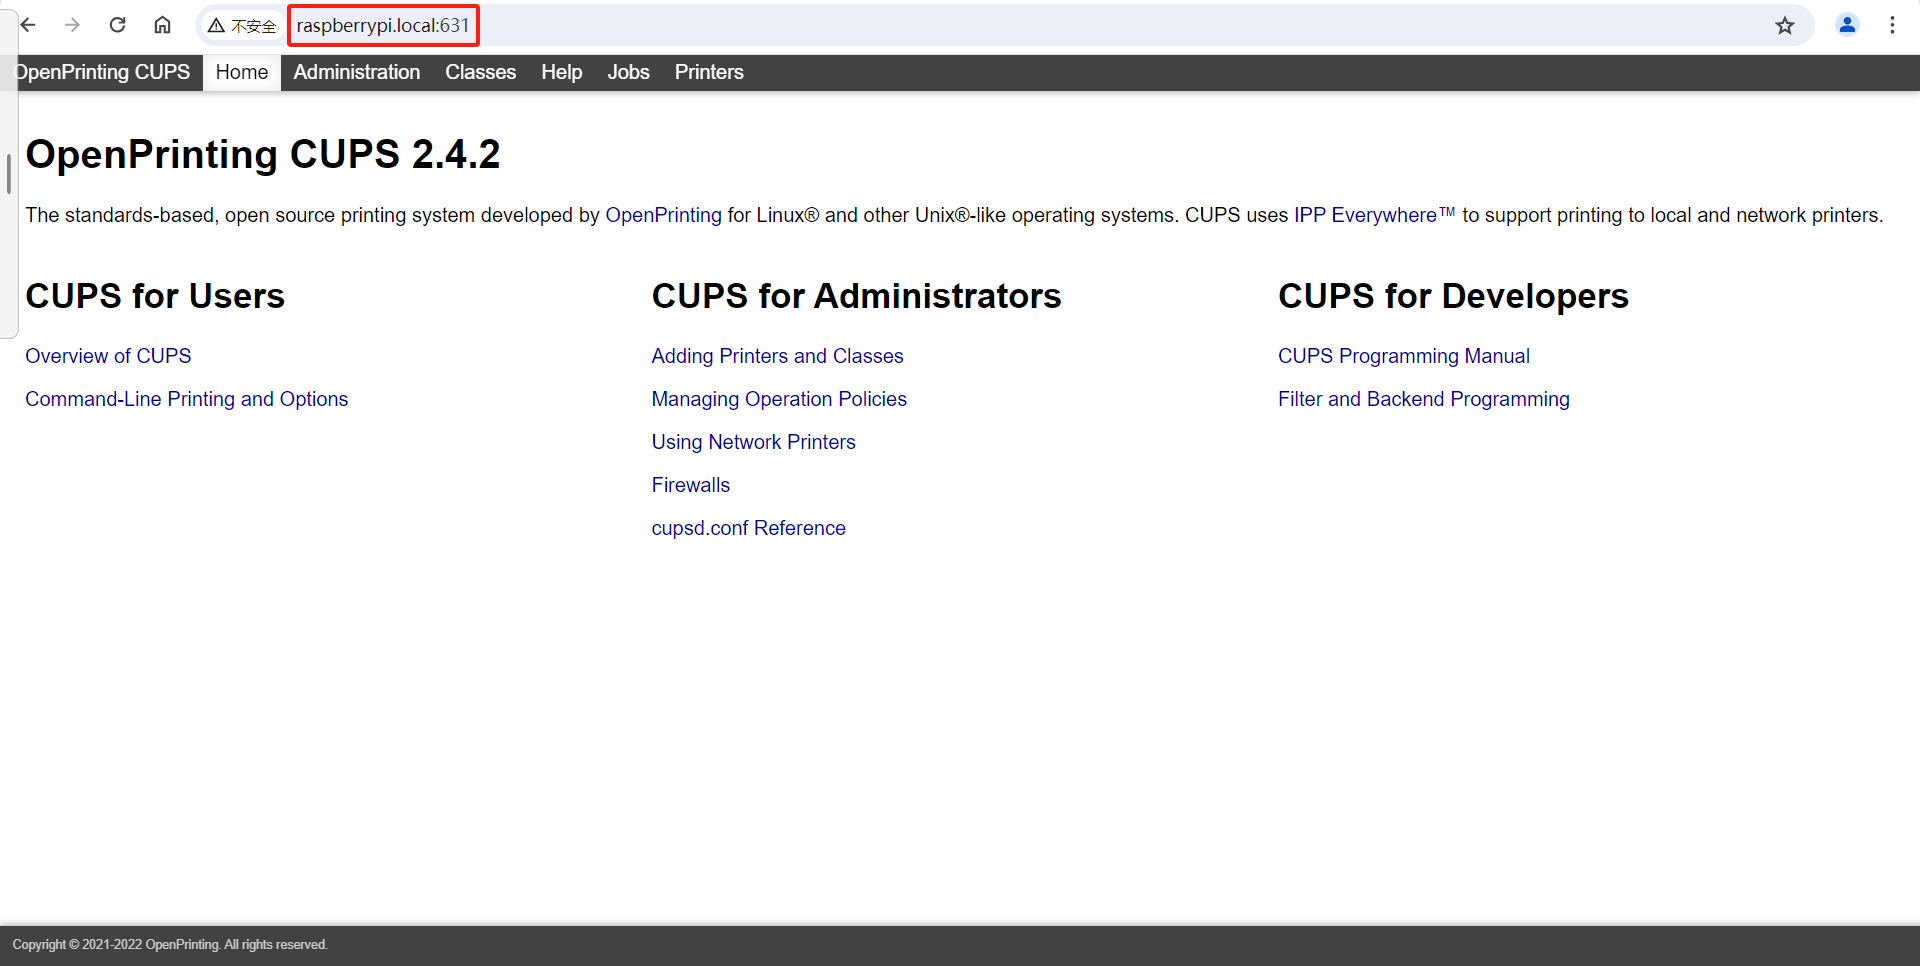 不安全 raspberrypi.local:631
OpenPrinting CUPS Home Administration Classes Help Jobs Printers
OpenPrinting CUPS 2.4.2
The standards-based, open source printing system developed by OpenPrinting for Linux® and other Unix®-like operating systems. CUPS uses IPP Everywhere™ to support printing to local and network printers.
CUPS for Users
Overview of CUPS
Command-Line Printing and Options
CUPS for Administrators
Adding Printers and Classes
Managing Operation Policies
Using Network Printers
Firewalls
cupsd.conf Reference
CUPS for Developers
CUPS Programming Manual
Filter and Backend Programming
Copyright © 2021-2022 OpenPrinting. All rights reserved.